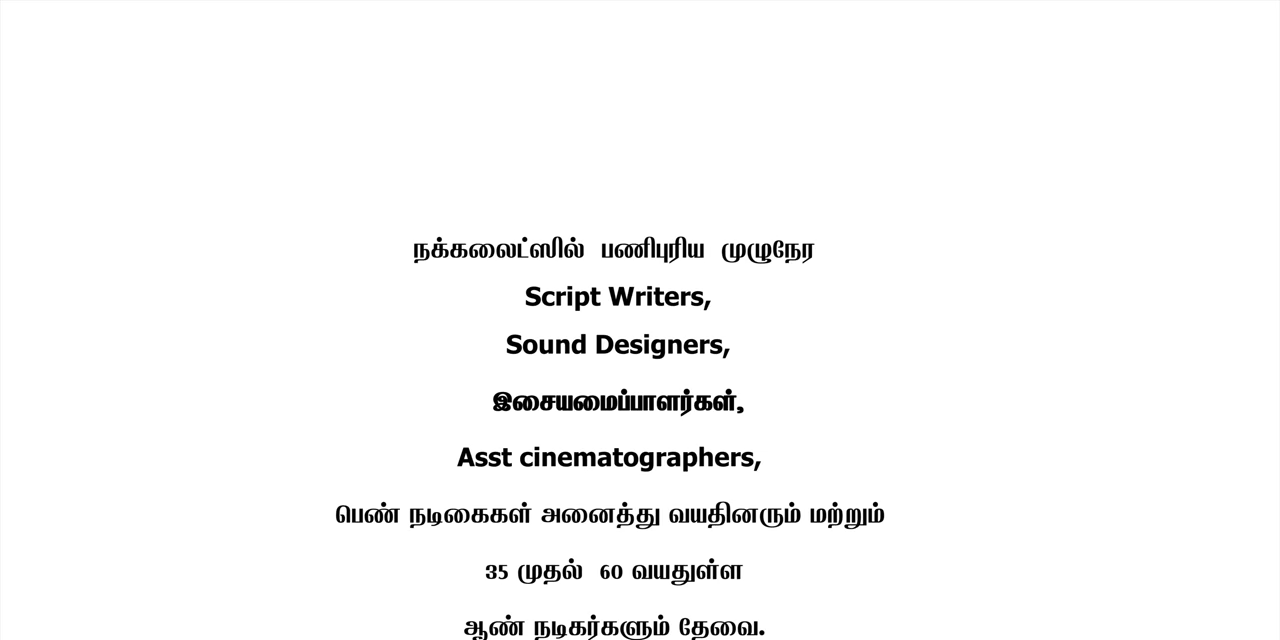 நக்கலைட்ஸில் பணிபுரிய முழுநேர
Script Writers,
Sound Designers,
இசையமைப்பாளர்கள்,
Asst cinematographers,
பெண் நடிகைகள் அனைத்து வயதினரும் மற்றும்
35 முதல் 60 வயதுள்ள
ஆண் நடிகர்களும் தேவை.